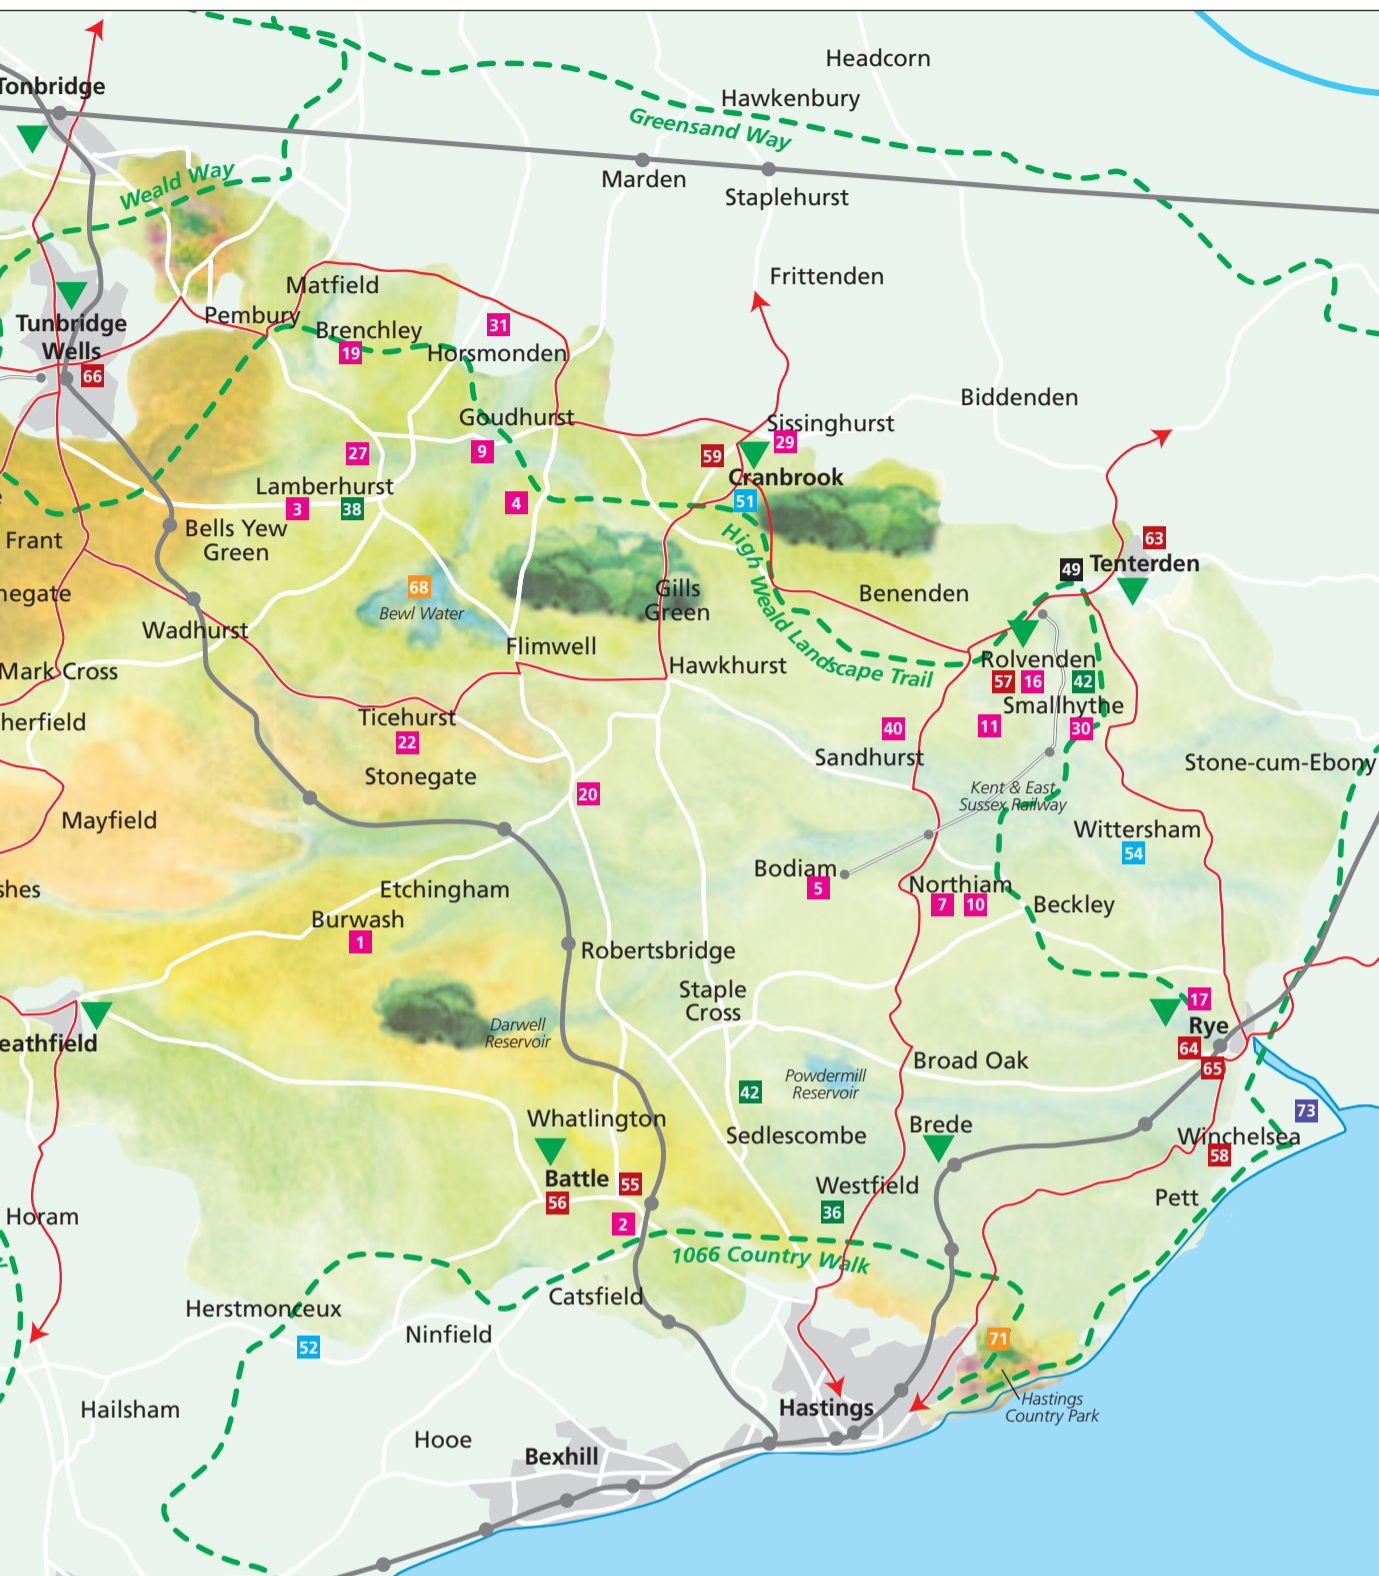 Headcorn
Tonbridge
Hawkenbury
Greensand Way
Weald Way
Marden
Staplehurst
Frittenden
Matfield
Pembury
Tunbridge
Wells
66
Brenchley
19
31
Horsmonden
Biddenden
Goudhurst
9
Sissinghurst
29
59
Cranbrook
51
27
Lamberhurst
3
38
4
Bells Yew
Green
Frant
High Weald Landscape Trail
63
Tenterden
49
negate
68
Bewl Water
Gills
Green
Benenden
Wadhurst
Flimwell
Hawkhurst
Mark Cross
Rolvenden
57
16
42
Smallhythe
11
30
herfield
Ticehurst
22
Stonegate
40
Sandhurst
Stone-cum-Ebony
20
Kent & East
Sussex Railway
Mayfield
Wittersham
54
shes
Etchingham
Bodiam
5
Northiam
7
10
Beckley
Burwash
1
Robertsbridge
Staple
Cross
17
Rye
64
65
eathfield
Darwell
Reservoir
Broad Oak
Powdermill
Reservoir
42
73
Whatlington
Sedlescombe
Brede
Winchelsea
58
Battle
55
56
2
Westfield
36
Pett
Horam
1066 Country Walk
Catsfield
Herstmonceux
52
Ninfield
71
Hastings
Country Park
Hailsham
Hastings
Hooe
Bexhill